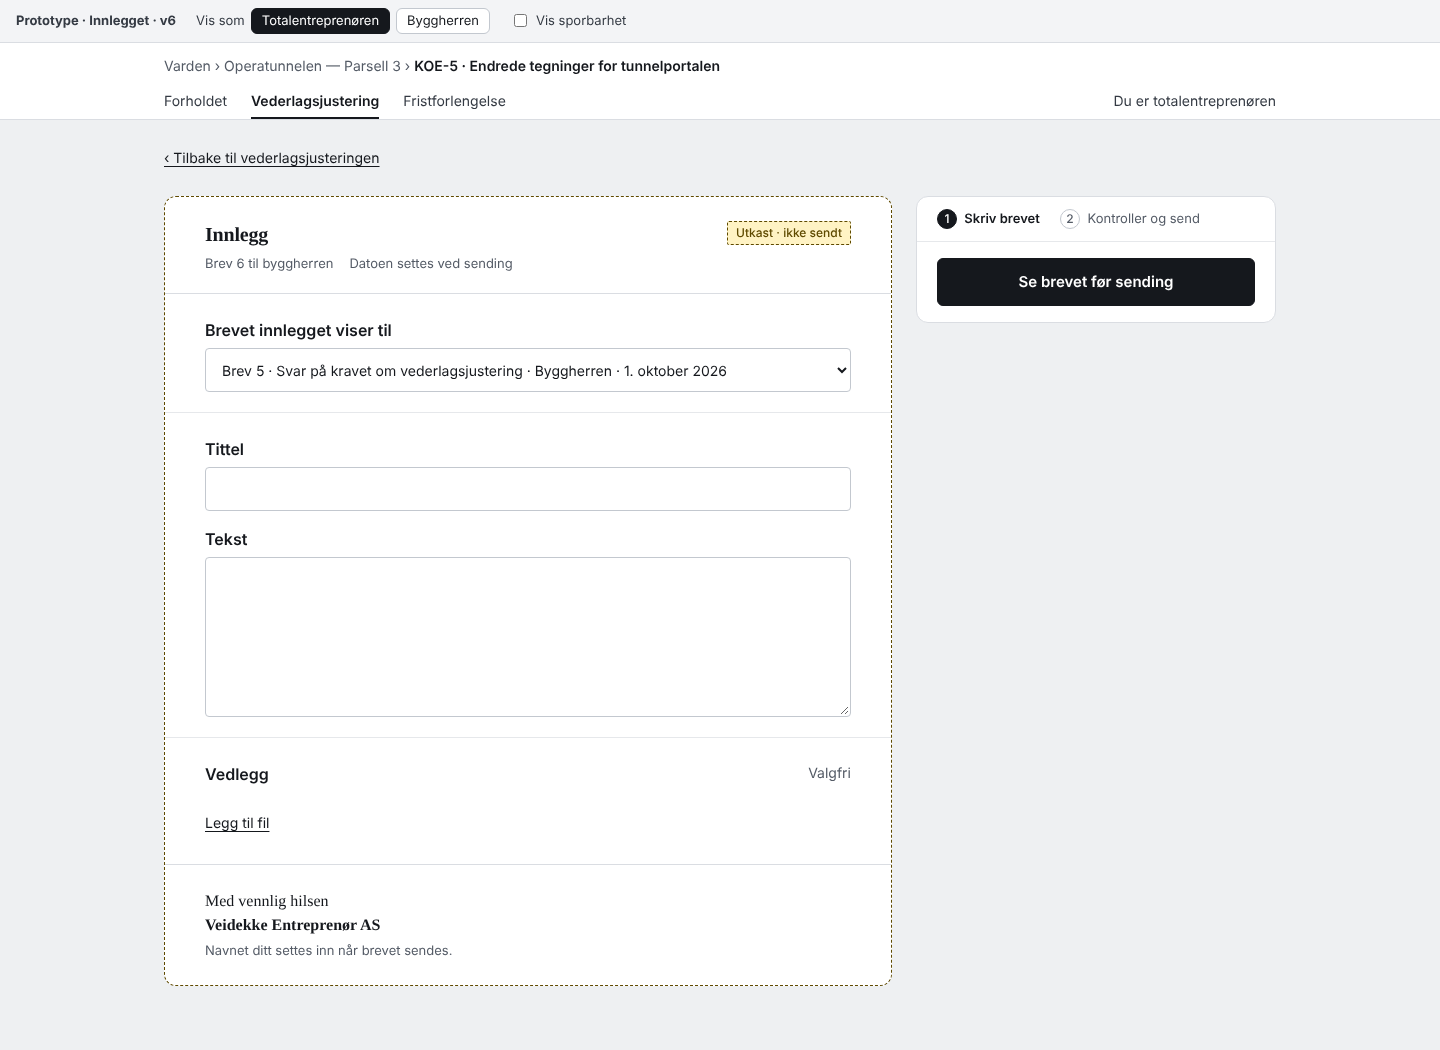 Prototype · Innlegget · v6 Vis som Totalentreprenøren Byggherren Vis sporbarhet
Varden › Operatunnelen — Parsell 3 › KOE-5 · Endrede tegninger for tunnelportalen
Forholdet Vederlagsjustering Fristforlengelse Du er totalentreprenøren
‹ Tilbake til vederlagsjusteringen
Innlegg Utkast · ikke sendt
Brev 6 til byggherren Datoen settes ved sending
Brevet innlegget viser til
Brev 5 · Svar på kravet om vederlagsjustering · Byggherren · 1. oktober 2026
Tittel
Tekst
Vedlegg Valgfri
Legg til fil
Med vennlig hilsen
Veidekke Entreprenør AS
Navnet ditt settes inn når brevet sendes.
1 Skriv brevet 2 Kontroller og send
Se brevet før sending